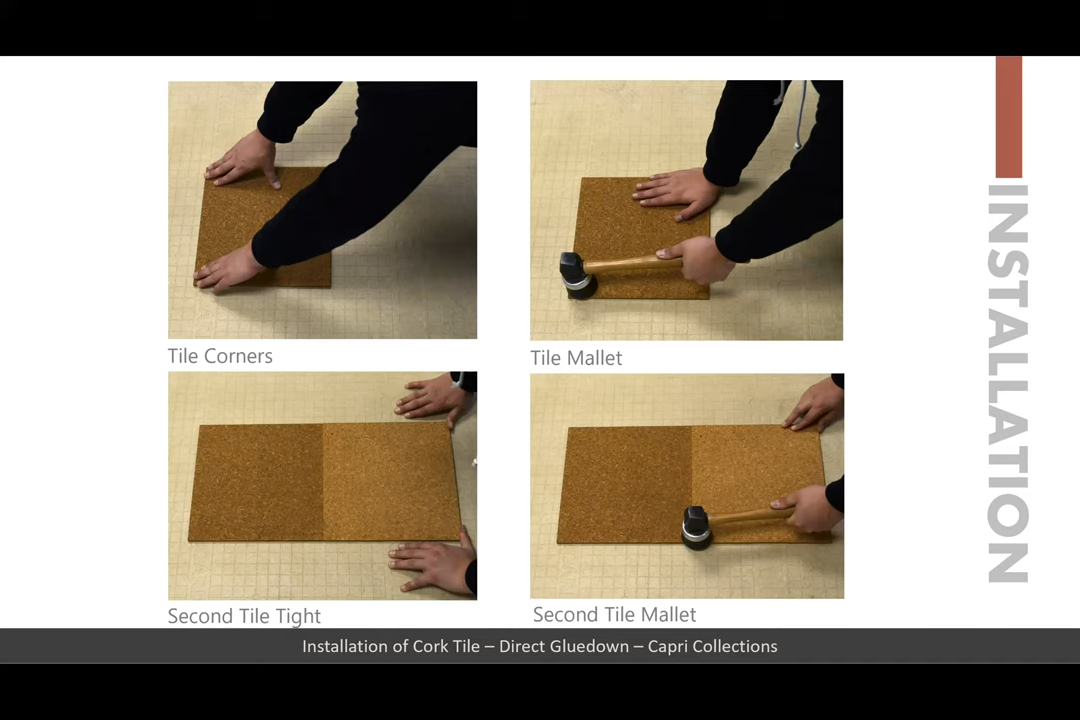 Tile Corners
Tile Mallet
Second Tile Tight
Second Tile Mallet
INSTALLATION
Installation of Cork Tile – Direct Gluedown – Capri Collections